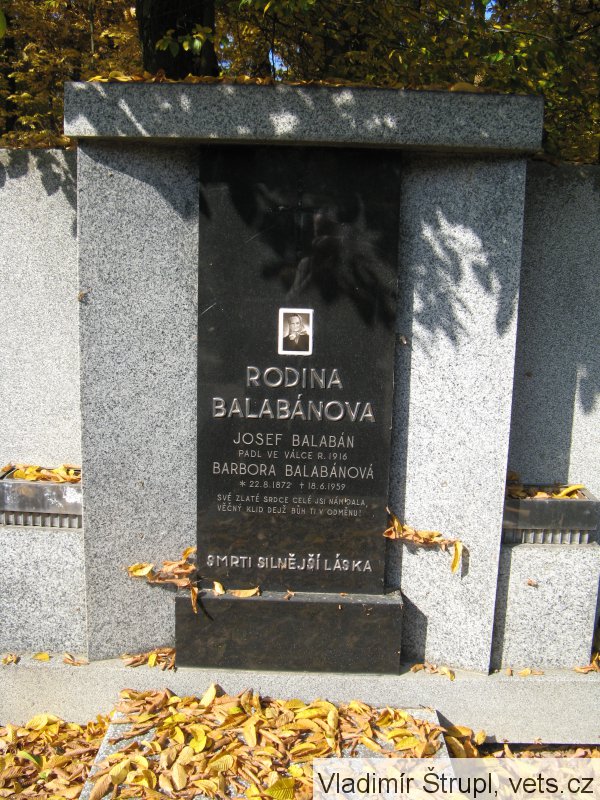 RODINA
BALABÁNOVA
JOSEF BALABÁN
PADL VE VÁLCE R. 1916
BARBORA BALABÁNOVÁ
* 22.8.1872 † 18.6.1959
SVÉ ZLATÉ SRDCE CELÉ JSI NÁM DALA,
VĚČNÝ KLID DEJŽ BŮH TI V ODMĚNU!
SMRTI SILNĚJŠÍ LÁSKA
Vladimír Štrupl, vets.cz